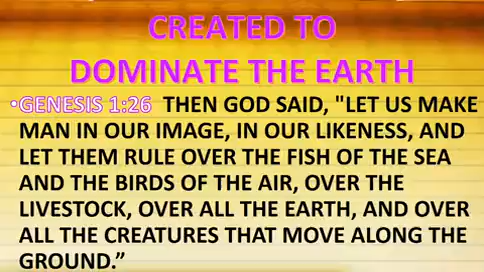 CREATED TO
DOMINATE THE EARTH
•GENESIS 1:26 THEN GOD SAID, "LET US MAKE
MAN IN OUR IMAGE, IN OUR LIKENESS, AND
LET THEM RULE OVER THE FISH OF THE SEA
AND THE BIRDS OF THE AIR, OVER THE
LIVESTOCK, OVER ALL THE EARTH, AND OVER
ALL THE CREATURES THAT MOVE ALONG THE
GROUND.”